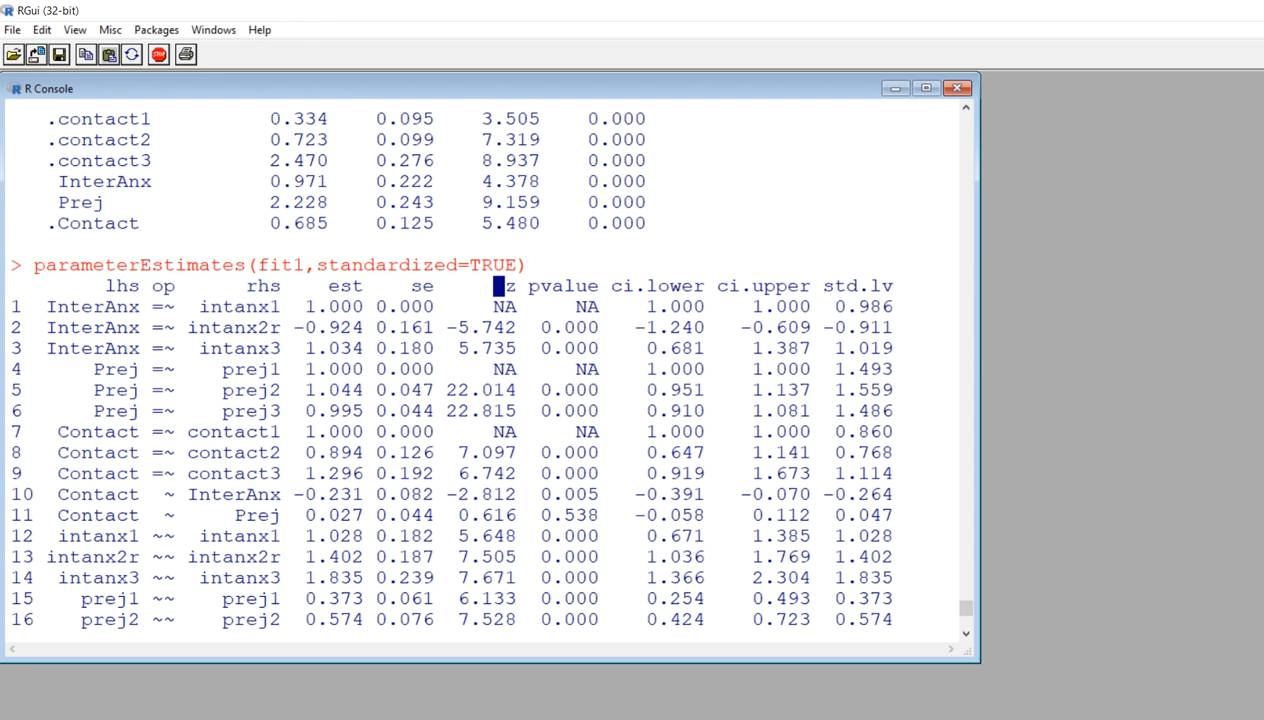 RGui (32-bit)
File Edit View Misc Packages Windows Help
STOP
R Console
.contact1 0.334 0.095 3.505 0.000
.contact2 0.723 0.099 7.319 0.000
.contact3 2.470 0.276 8.937 0.000
InterAnx 0.971 0.222 4.378 0.000
Prej 2.228 0.243 9.159 0.000
.Contact 0.685 0.125 5.480 0.000
> parameterEstimates(fit1,standardized=TRUE)
lhs op rhs est se z pvalue ci.lower ci.upper std.lv
1 InterAnx =~ intanx1 1.000 0.000 NA NA 1.000 1.000 0.986
2 InterAnx =~ intanx2r -0.924 0.161 -5.742 0.000 -1.240 -0.609 -0.911
3 InterAnx =~ intanx3 1.034 0.180 5.735 0.000 0.681 1.387 1.019
4 Prej =~ prej1 1.000 0.000 NA NA 1.000 1.000 1.493
5 Prej =~ prej2 1.044 0.047 22.014 0.000 0.951 1.137 1.559
6 Prej =~ prej3 0.995 0.044 22.815 0.000 0.910 1.081 1.486
7 Contact =~ contact1 1.000 0.000 NA NA 1.000 1.000 0.860
8 Contact =~ contact2 0.894 0.126 7.097 0.000 0.647 1.141 0.768
9 Contact =~ contact3 1.296 0.192 6.742 0.000 0.919 1.673 1.114
10 Contact ~ InterAnx -0.231 0.082 -2.812 0.005 -0.391 -0.070 -0.264
11 Contact ~ Prej 0.027 0.044 0.616 0.538 -0.058 0.112 0.047
12 intanx1 ~~ intanx1 1.028 0.182 5.648 0.000 0.671 1.385 1.028
13 intanx2r ~~ intanx2r 1.402 0.187 7.505 0.000 1.036 1.769 1.402
14 intanx3 ~~ intanx3 1.835 0.239 7.671 0.000 1.366 2.304 1.835
15 prej1 ~~ prej1 0.373 0.061 6.133 0.000 0.254 0.493 0.373
16 prej2 ~~ prej2 0.574 0.076 7.528 0.000 0.424 0.723 0.574